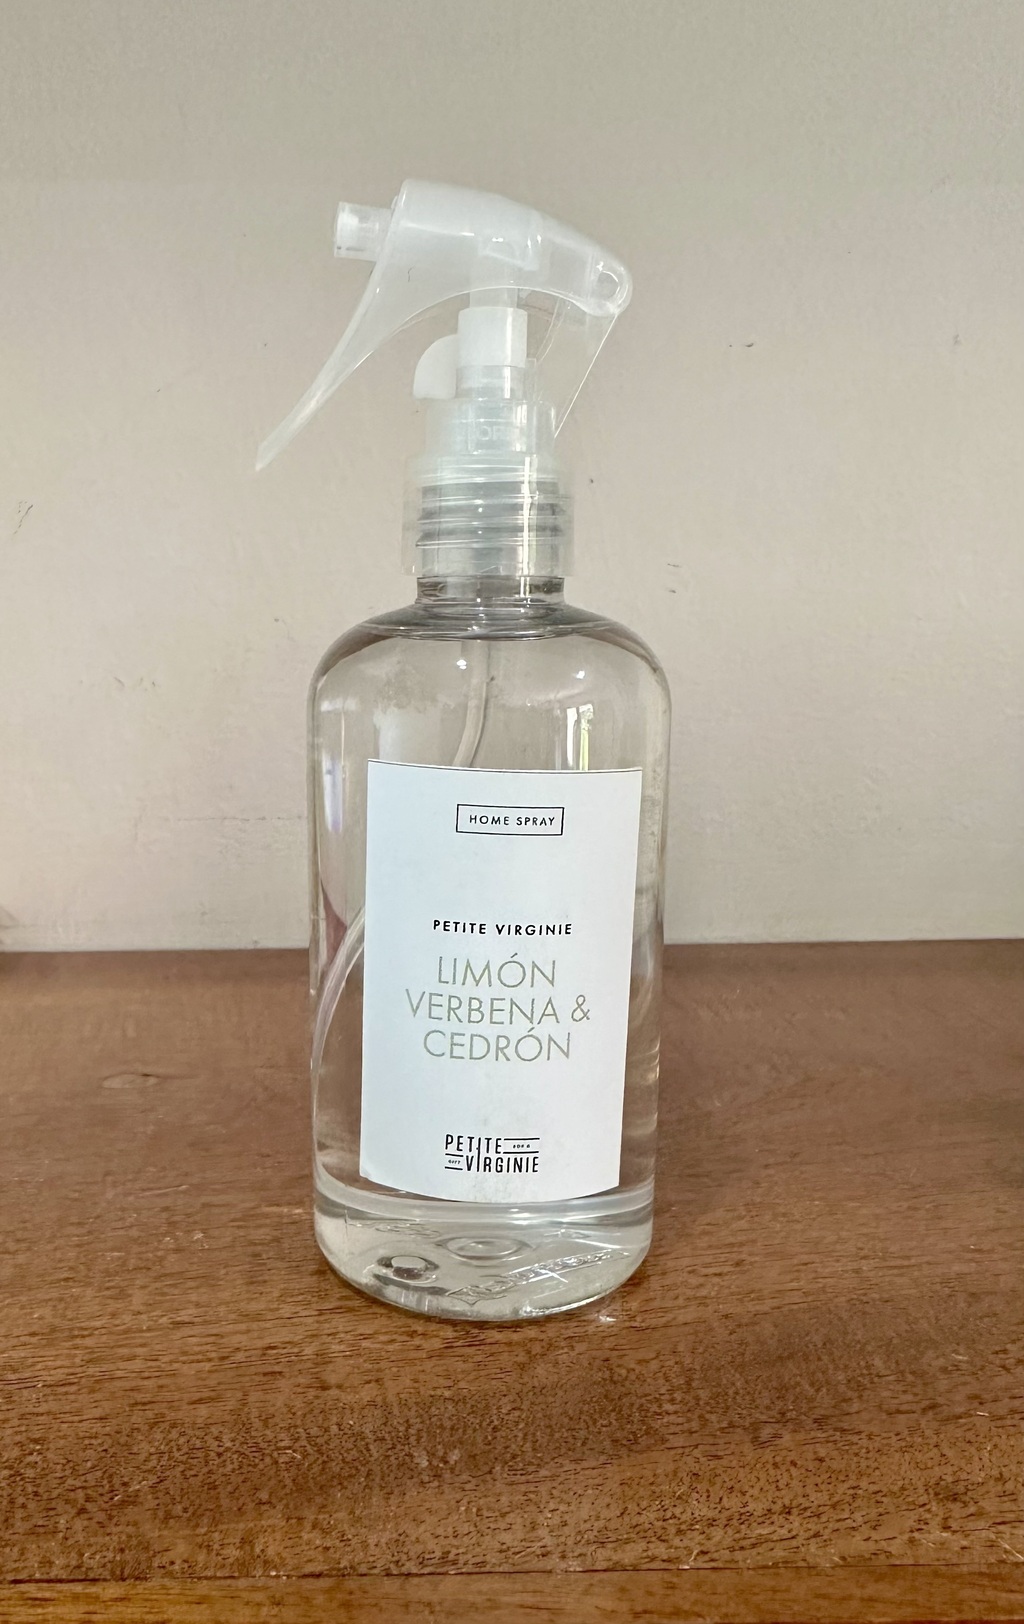 HOME SPRAY
PETITE VIRGINIE
LIMÓN
VERBENA &
CEDRÓN
PETITE
VIRGINIE